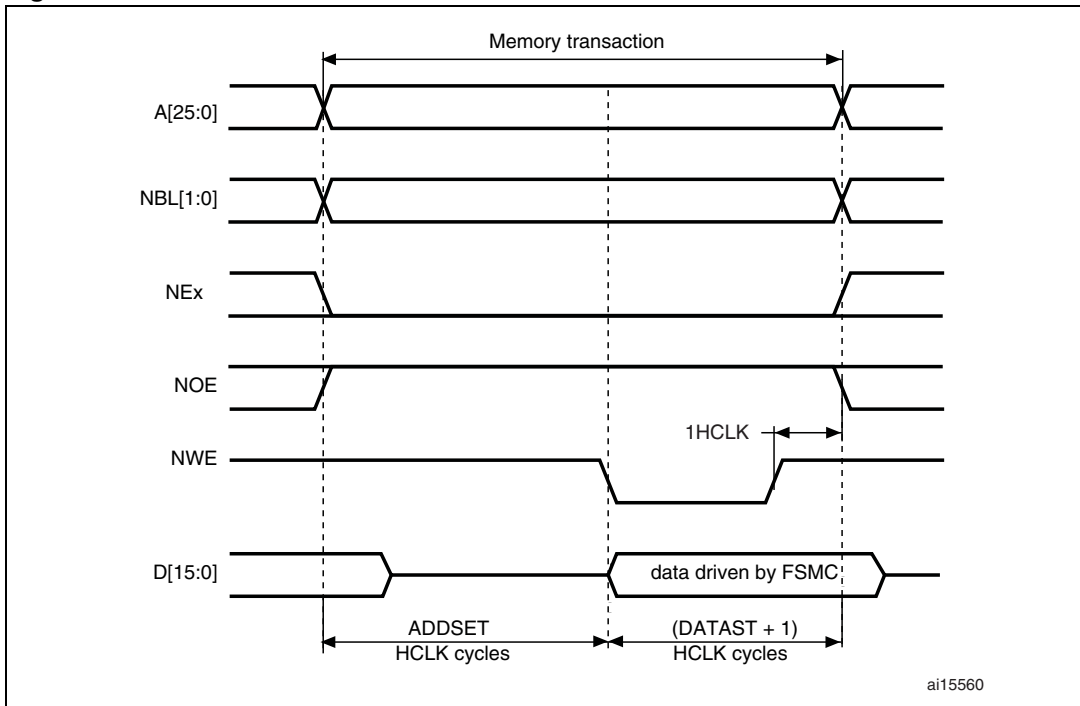 Memory transaction
A[25:0]
NBL[1:0]
NEx
NOE
1HCLK
NWE
D[15:0]
data driven by FSMC
ADDSET
HCLK cycles
(DATAST + 1)
HCLK cycles
ai15560